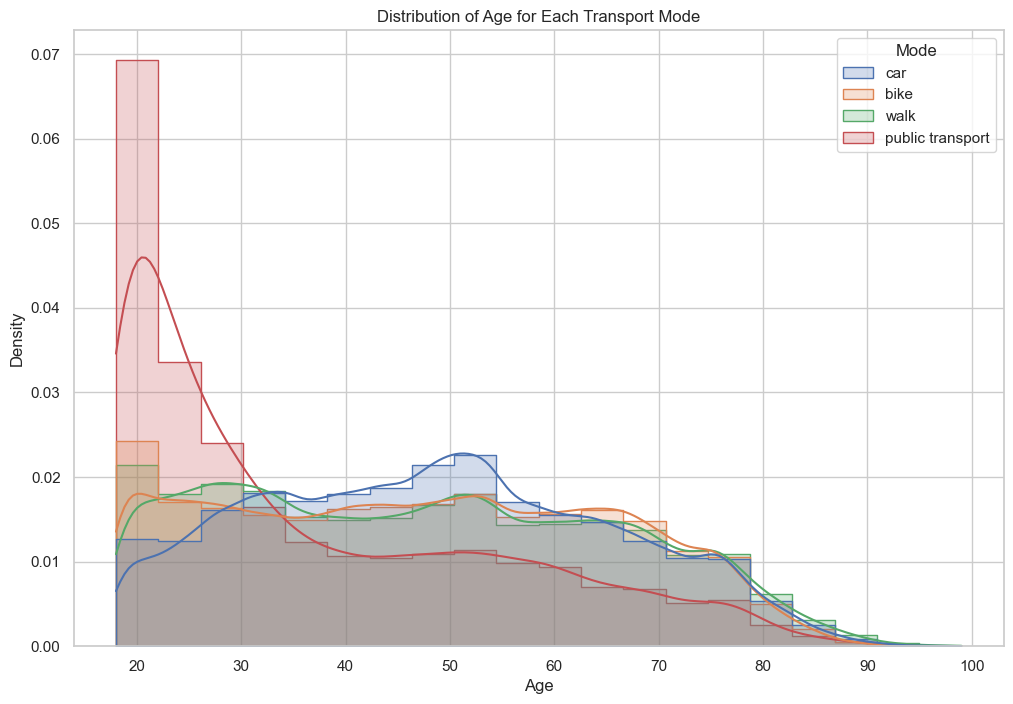 Distribution of Age for Each Transport Mode
Mode
car
bike
walk
public transport
Density
0.07
0.06
0.05
0.04
0.03
0.02
0.01
0.00
20 30 40 50 60 70 80 90 100
Age